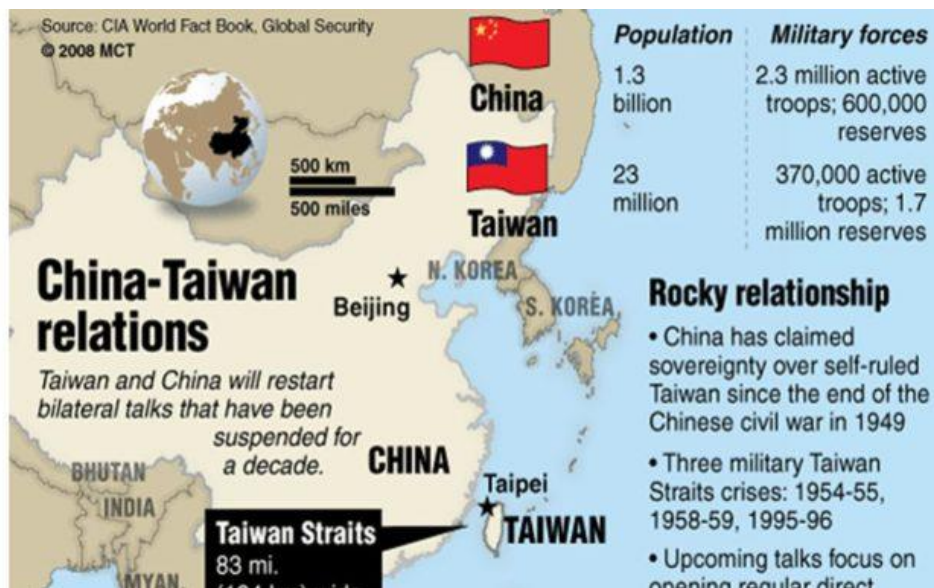 Source: CIA World Fact Book, Global Security
© 2008 MCT
China
Taiwan
Population
Military forces
1.3
billion
2.3 million active
troops; 600,000
reserves
23
million
370,000 active
troops; 1.7
million reserves
500 km
500 miles
China-Taiwan
relations
Taiwan and China will restart
bilateral talks that have been
suspended for
a decade.
Beijing
N. KOREA
S. KOREA
CHINA
BHUTAN
INDIA
MYAN
Taipei
TAIWAN
Taiwan Straits
83 mi.
Rocky relationship
• China has claimed
sovereignty over self-ruled
Taiwan since the end of the
Chinese civil war in 1949
• Three military Taiwan
Straits crises: 1954-55,
1958-59, 1995-96
• Upcoming talks focus on
opening regular direct